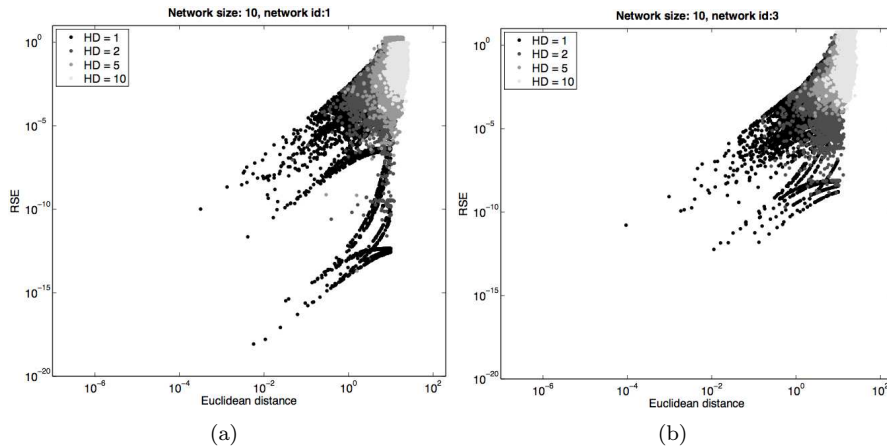 Network size: 10, network id:1
10^0
10^−5
10^−10
10^−15
10^−20
RSE
HD = 1
HD = 2
HD = 5
HD = 10
10^−6
10^−4
10^−2
10^0
10^2
Euclidean distance
(a)
Network size: 10, network id:3
10^0
10^−5
10^−10
10^−15
10^−20
RSE
HD = 1
HD = 2
HD = 5
HD = 10
10^−6
10^−4
10^−2
10^0
10^2
Euclidean distance
(b)